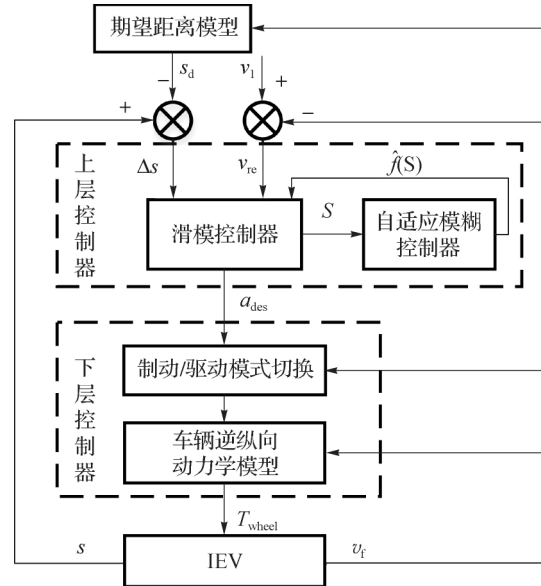 期望距离模型
− s_d v_1 +
+ −
上层控制器
Δs v_re f̂(S)
滑模控制器
S
自适应模糊
控制器
a_des
下层控制器
制动/驱动模式切换
车辆逆纵向
动力学模型
T_wheel
s
IEV
v_f